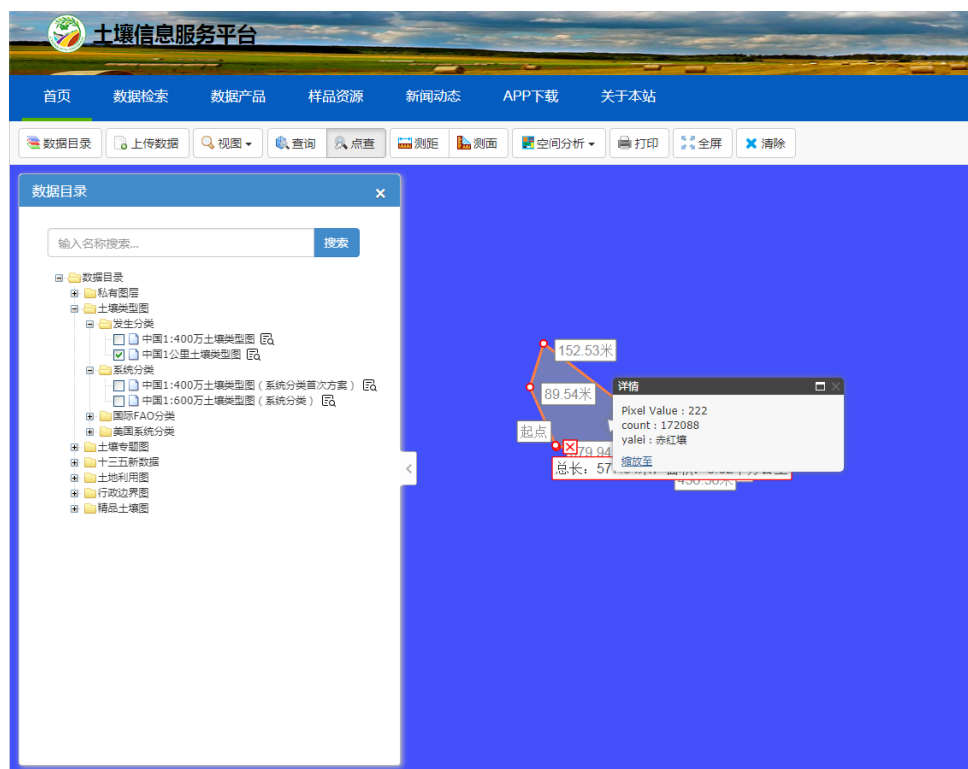 土壤信息服务平台
首页 数据检索 数据产品 样品资源 新闻动态 APP下载 关于本站
数据目录 上传数据 视图 查询 点查 测距 测面 空间分析 打印 全屏 清除
数据目录
输入名称搜索... 搜索
数据目录
私有图层
土壤类型图
发生分类
中国1:400万土壤类型图
中国1公里土壤类型图
系统分类
中国1:400万土壤类型图(系统分类首次方案)
中国1:600万土壤类型图(系统分类)
国际FAO分类
美国系统分类
土壤专题图
十三五新数据
土地利用图
行政边界图
精品土壤图
152.53米
89.54米
起点
详情
Pixel Value : 222
count : 172088
yalei : 赤红壤
缩放至
79.94
总长: 57